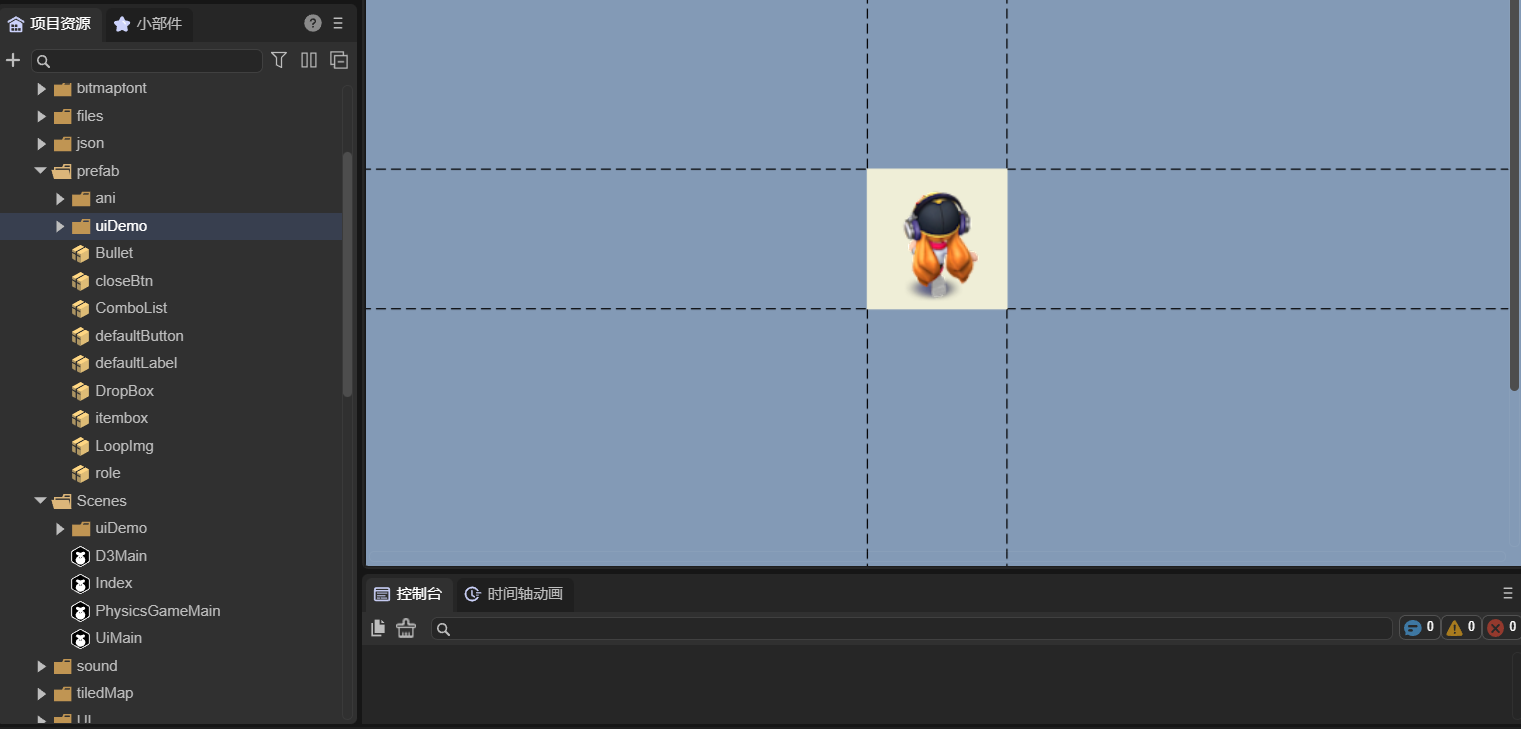 项目资源
小部件
?
bitmapfont
files
json
prefab
ani
uiDemo
Bullet
closeBtn
ComboList
defaultButton
defaultLabel
DropBox
itembox
LoopImg
role
Scenes
uiDemo
D3Main
Index
PhysicsGameMain
UiMain
sound
tiledMap
UI
控制台
时间轴动画
0
0
0